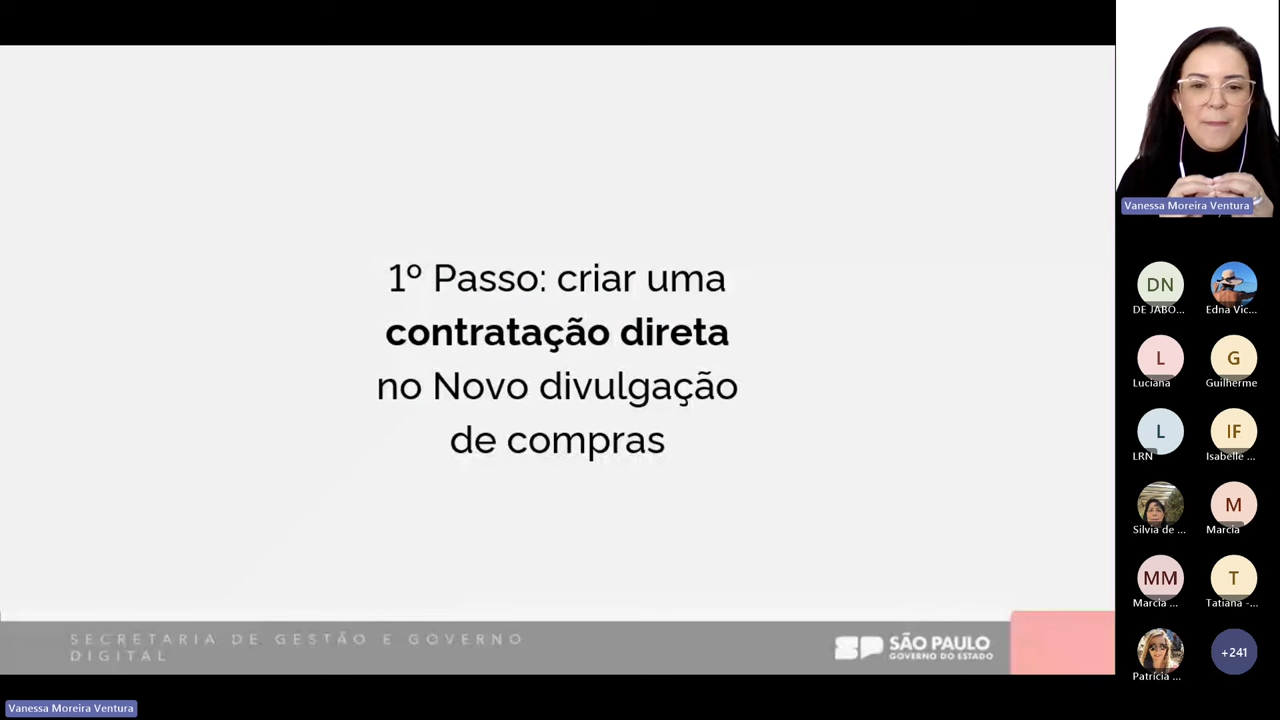 1º Passo: criar uma
contratação direta
no Novo divulgação
de compras
SECRETARIA DE GESTÃO E GOVERNO
DIGITAL
SP SÃO PAULO
GOVERNO DO ESTADO
Vanessa Moreira Ventura
Vanessa Moreira Ventura
DN
DE JABO...
Edna Vic...
L
Luciana
G
Guilherme
L
LRN
IF
Isabelle ...
Silvia de ...
M
Marcia
MM
Marcia ...
T
Tatiana -...
Patrícia ...
+241